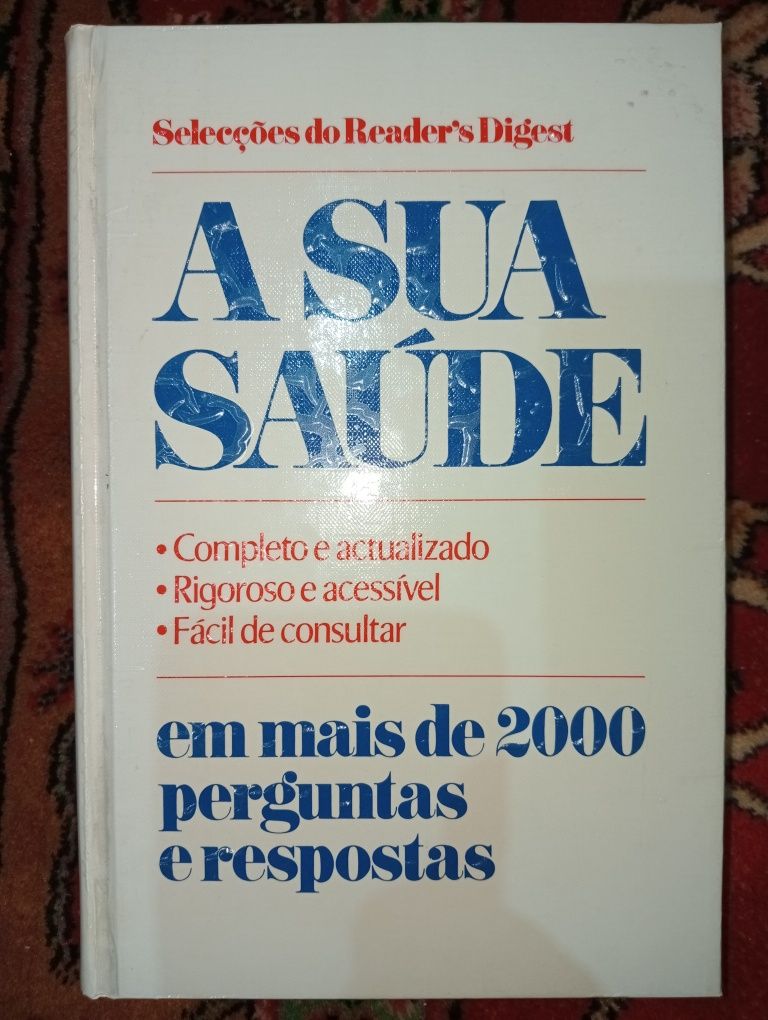 Selecções do Reader's Digest
A SUA
SAÚDE
• Completo e actualizado
• Rigoroso e acessível
• Fácil de consultar
em mais de 2000
perguntas
e respostas